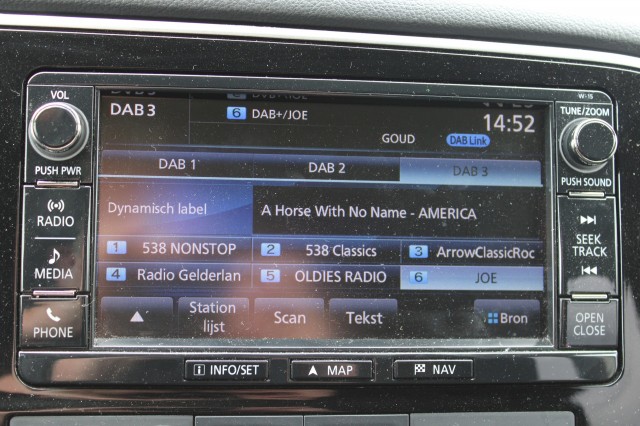 W-15
VOL
TUNE/ZOOM
DAB 3
6 DAB+/JOE
14:52
GOUD DAB Link
PUSH PWR
PUSH SOUND
DAB 1 DAB 2 DAB 3
RADIO
Dynamisch label A Horse With No Name - AMERICA
SEEK
TRACK
1 538 NONSTOP 2 538 Classics 3 ArrowClassicRoc
MEDIA
4 Radio Gelderlan 5 OLDIES RADIO 6 JOE
PHONE
Station
lijst
Scan Tekst Bron
OPEN
CLOSE
i INFO/SET MAP NAV